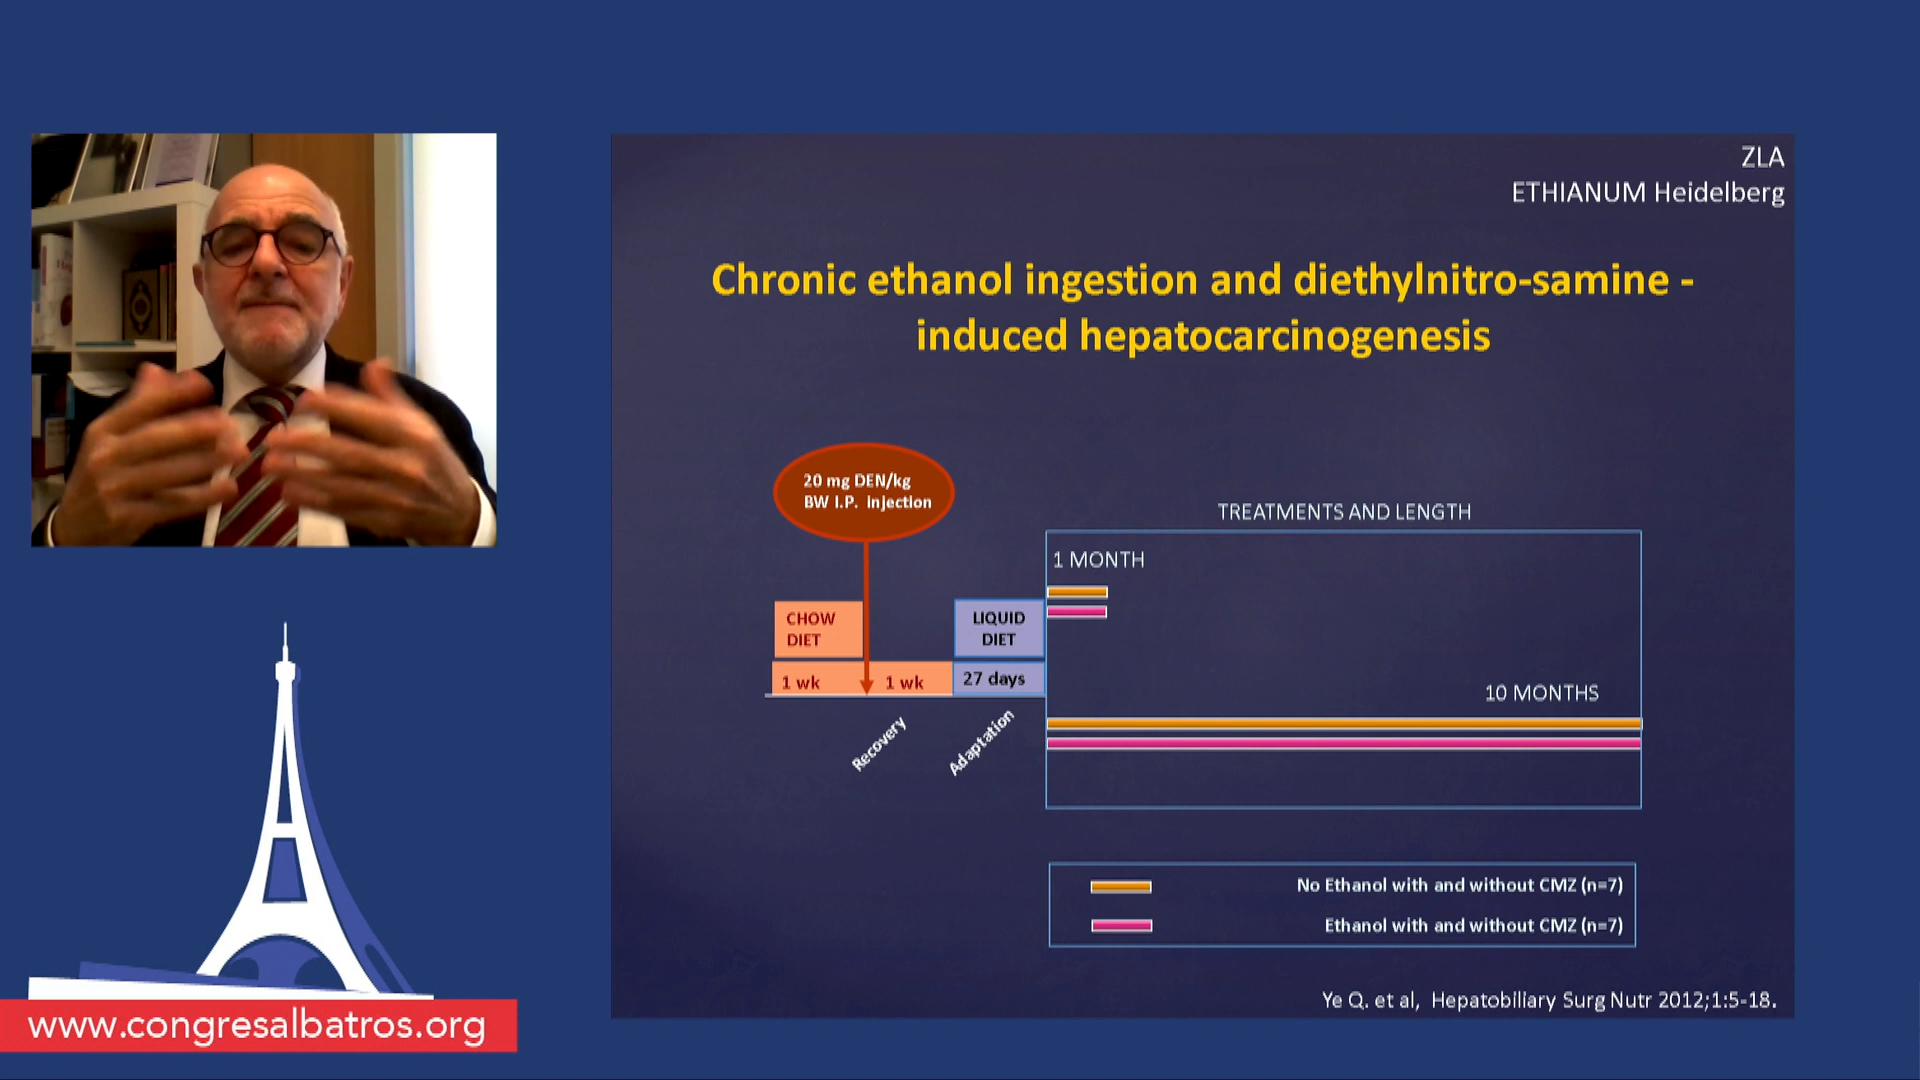 ZLA
ETHIANUM Heidelberg
Chronic ethanol ingestion and diethylnitro-samine -
induced hepatocarcinogenesis
20 mg DEN/kg
BW I.P. Injection
TREATMENTS AND LENGTH
1 MONTH
CHOW
DIET
LIQUID
DIET
1 wk
1 wk
27 days
10 MONTHS
Recovery
Adaptation
No Ethanol with and without CMZ (n=7)
Ethanol with and without CMZ (n=7)
Ye Q. et al, Hepatobiliary Surg Nutr 2012;1:5-18.
www.congresalbatros.org